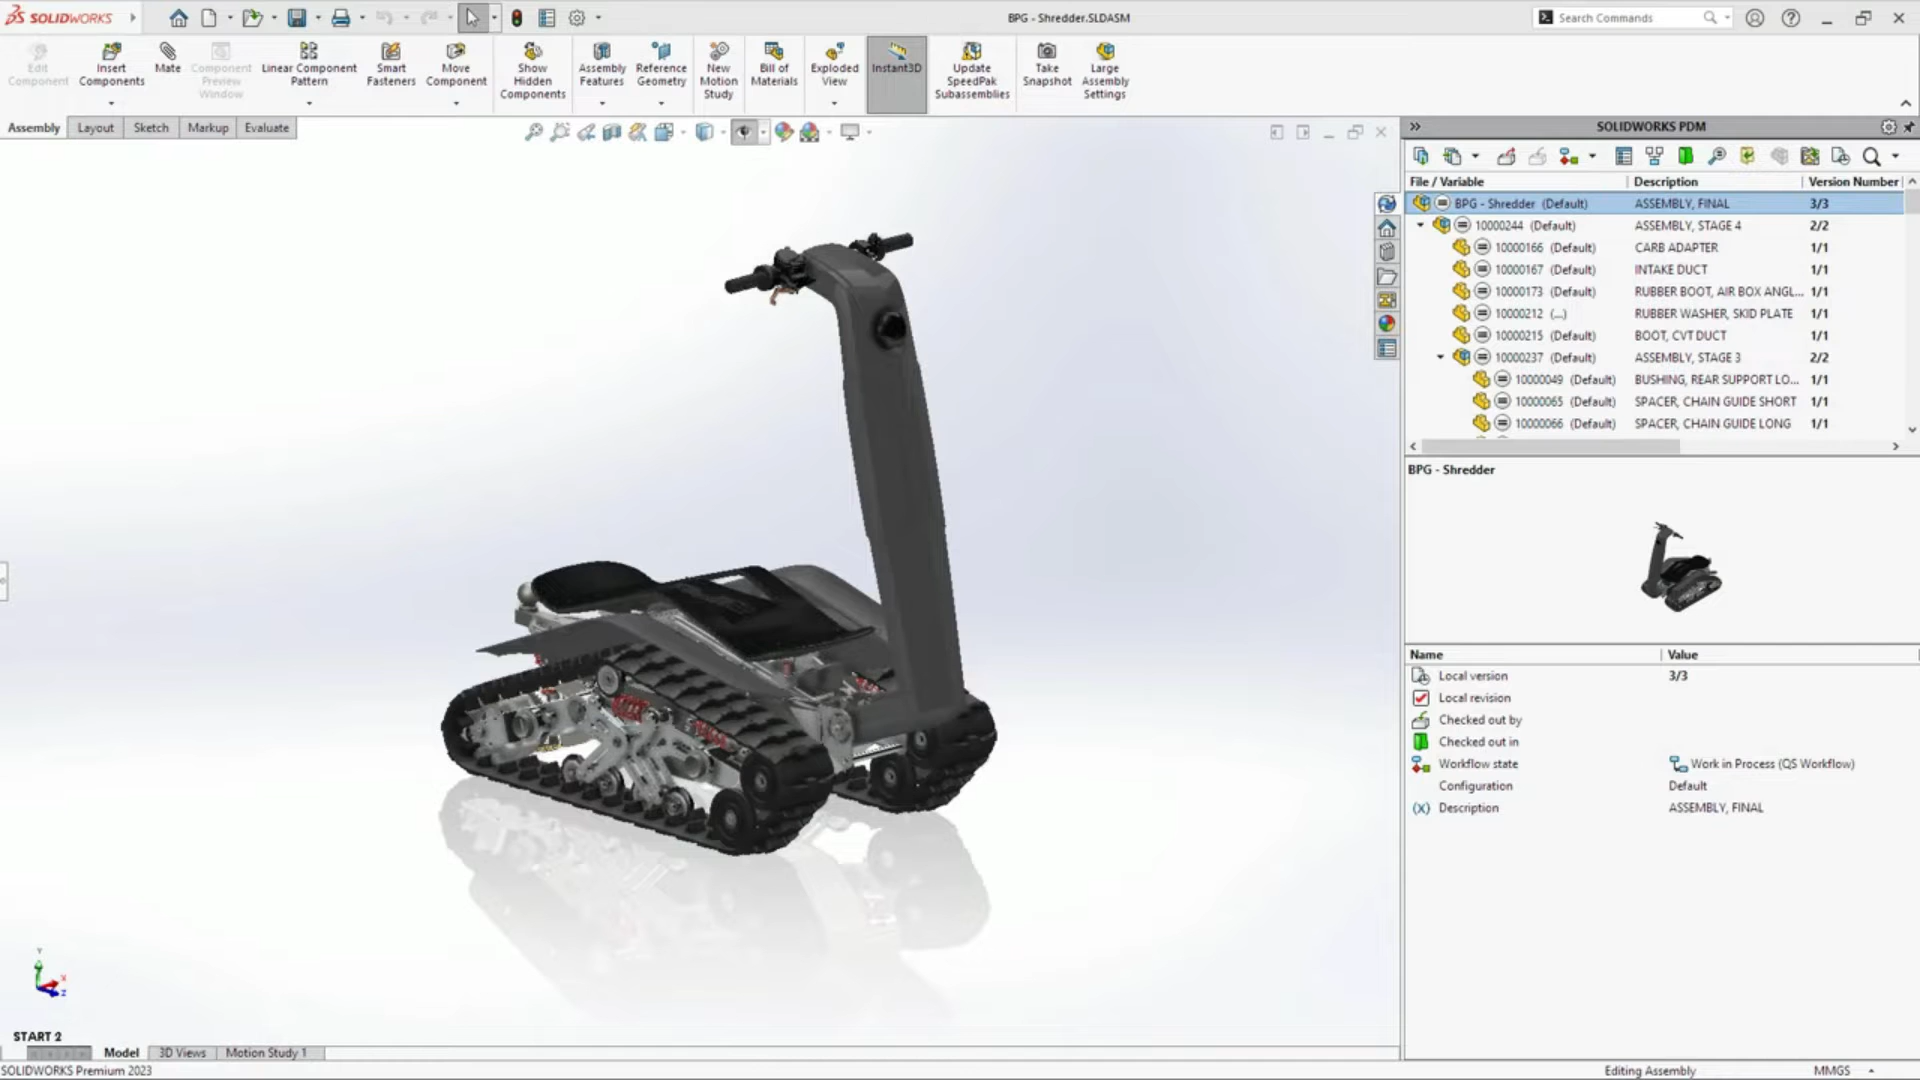 SOLIDWORKS
BPG - Shredder.SLDASM
Search Commands
Edit Component
Insert Components
Mate
Component Preview Window
Linear Component Pattern
Smart Fasteners
Move Component
Show Hidden Components
Assembly Features
Reference Geometry
New Motion Study
Bill of Materials
Exploded View
Instant3D
Update SpeedPak Subassemblies
Take Snapshot
Large Assembly Settings
Assembly Layout Sketch Markup Evaluate
SOLIDWORKS PDM
File / Variable Description Version Number
BPG - Shredder (Default) ASSEMBLY, FINAL 3/3
10000244 (Default) ASSEMBLY, STAGE 4 2/2
10000166 (Default) CARB ADAPTER 1/1
10000167 (Default) INTAKE DUCT 1/1
10000173 (Default) RUBBER BOOT, AIR BOX ANGL... 1/1
10000212 (...) RUBBER WASHER, SKID PLATE 1/1
10000215 (Default) BOOT, CVT DUCT 1/1
10000237 (Default) ASSEMBLY, STAGE 3 2/2
10000049 (Default) BUSHING, REAR SUPPORT LO... 1/1
10000065 (Default) SPACER, CHAIN GUIDE SHORT 1/1
10000066 (Default) SPACER, CHAIN GUIDE LONG 1/1
BPG - Shredder
Name Value
Local version 3/3
Local revision
Checked out by
Checked out in
Workflow state Work in Process (QS Workflow)
Configuration Default
(x) Description ASSEMBLY, FINAL
Y
X
Z
START 2
Model 3D Views Motion Study 1
SOLIDWORKS Premium 2023
Editing Assembly
MMGS